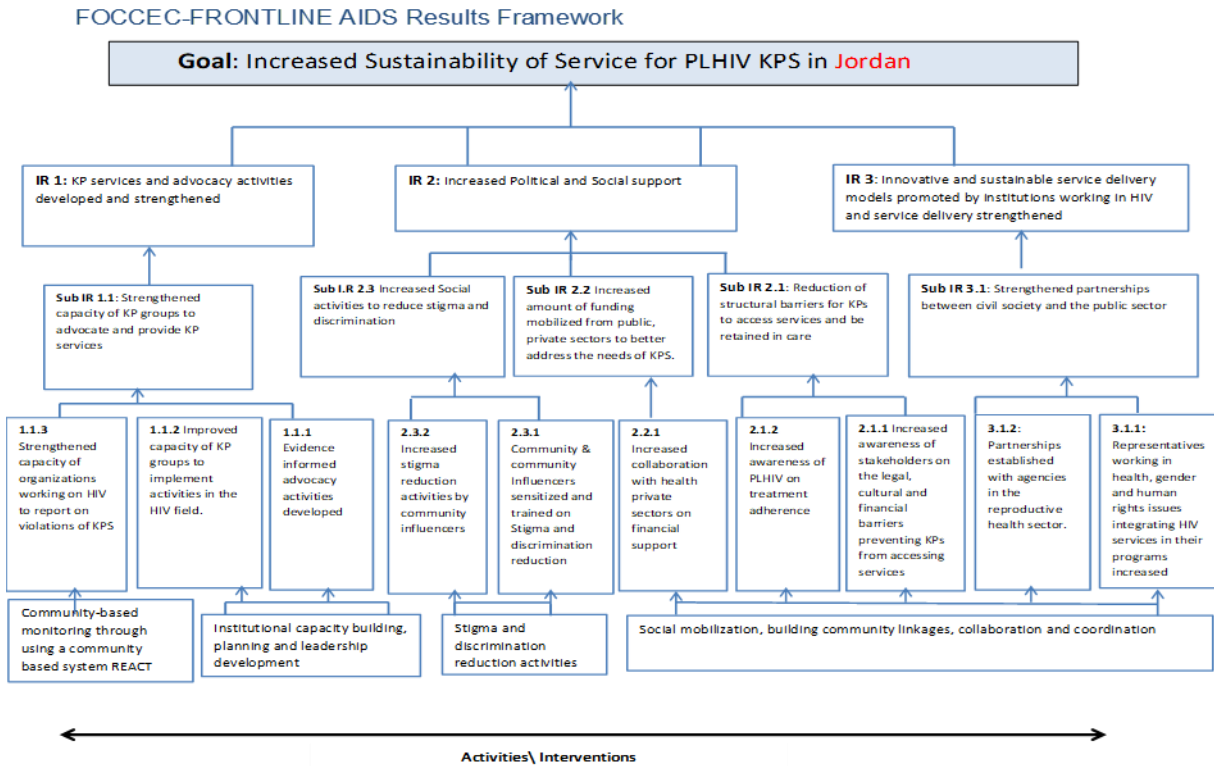 FOCCEC-FRONTLINE AIDS Results Framework
Goal: Increased Sustainability of Service for PLHIV KPS in Jordan
IR 1: KP services and advocacy activities
developed and strengthened
IR 2: Increased Political and Social support
IR 3: Innovative and sustainable service delivery
models promoted by institutions working in HIV
and service delivery strengthened
Sub IR 1.1: Strengthened
capacity of KP groups to
advocate and provide KP
services
Sub I.R 2.3 Increased Social
activities to reduce stigma and
discrimination
Sub IR 2.2 Increased
amount of funding
mobilized from public,
private sectors to better
address the needs of KPS.
Sub IR 2.1: Reduction of
structural barriers for KPs
to access services and be
retained in care
Sub IR 3.1: Strengthened partnerships
between civil society and the public sector
1.1.3
Strengthened
capacity of
organizations
working on HIV
to report on
violations of KPS
1.1.2 Improved
capacity of KP
groups to
implement
activities in the
HIV field.
1.1.1
Evidence
informed
advocacy
activities
developed
2.3.2
Increased
stigma
reduction
activities by
community
influencers
2.3.1
Community &
community
Influencers
sensitized and
trained on
Stigma and
discrimination
reduction
2.2.1
Increased
collaboration
with health
private
sectors on
financial
support
2.1.2
Increased
awareness of
PLHIV on
treatment
adherence
2.1.1 Increased
awareness of
stakeholders on
the legal,
cultural and
financial
barriers
preventing KPs
from accessing
services
3.1.2:
Partnerships
established
with agencies
in the
reproductive
health sector.
3.1.1:
Representatives
working in
health, gender
and human
rights issues
integrating HIV
services in their
programs
increased
Community-based
monitoring through
using a community
based system REACT
Institutional capacity building,
planning and leadership
development
Stigma and
discrimination
reduction activities
Social mobilization, building community linkages, collaboration and coordination
Activities\ Interventions